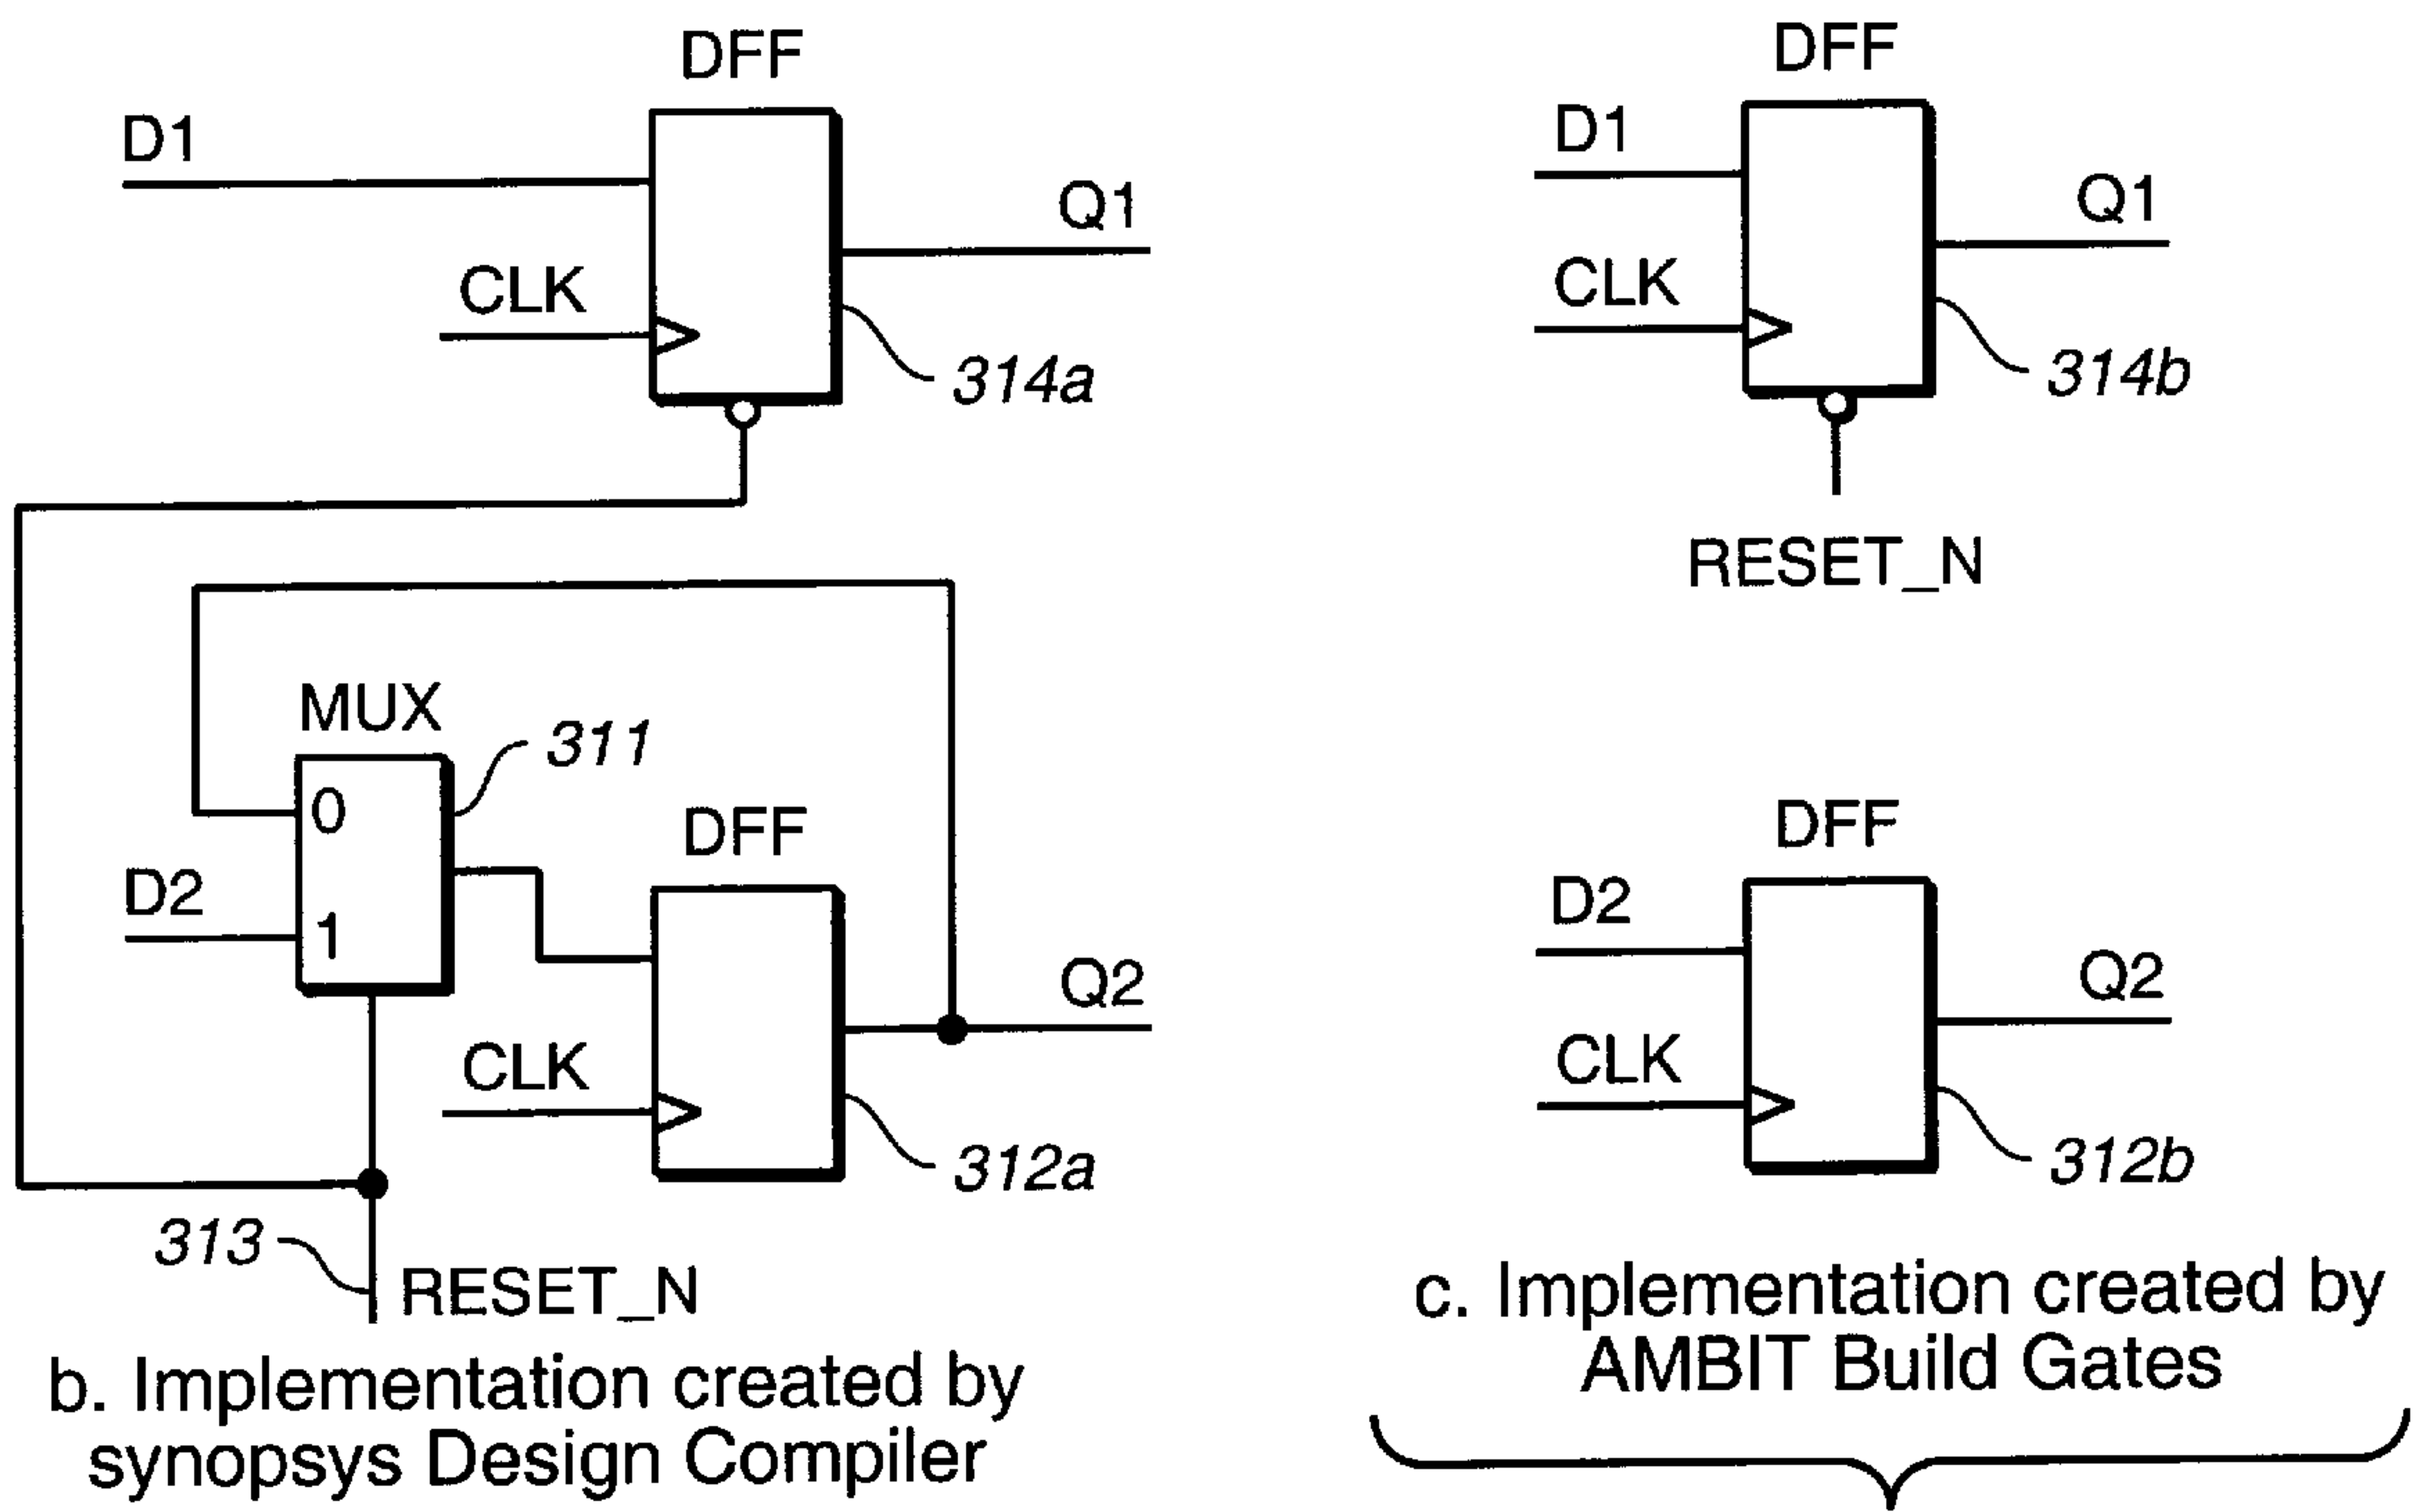 DFF
D1
Q1
CLK
314a
MUX
311
0
DFF
D2
1
Q2
CLK
312a
313
RESET_N
b. Implementation created by
synopsys Design Compiler
DFF
D1
Q1
CLK
314b
RESET_N
DFF
D2
Q2
CLK
312b
c. Implementation created by
AMBIT Build Gates